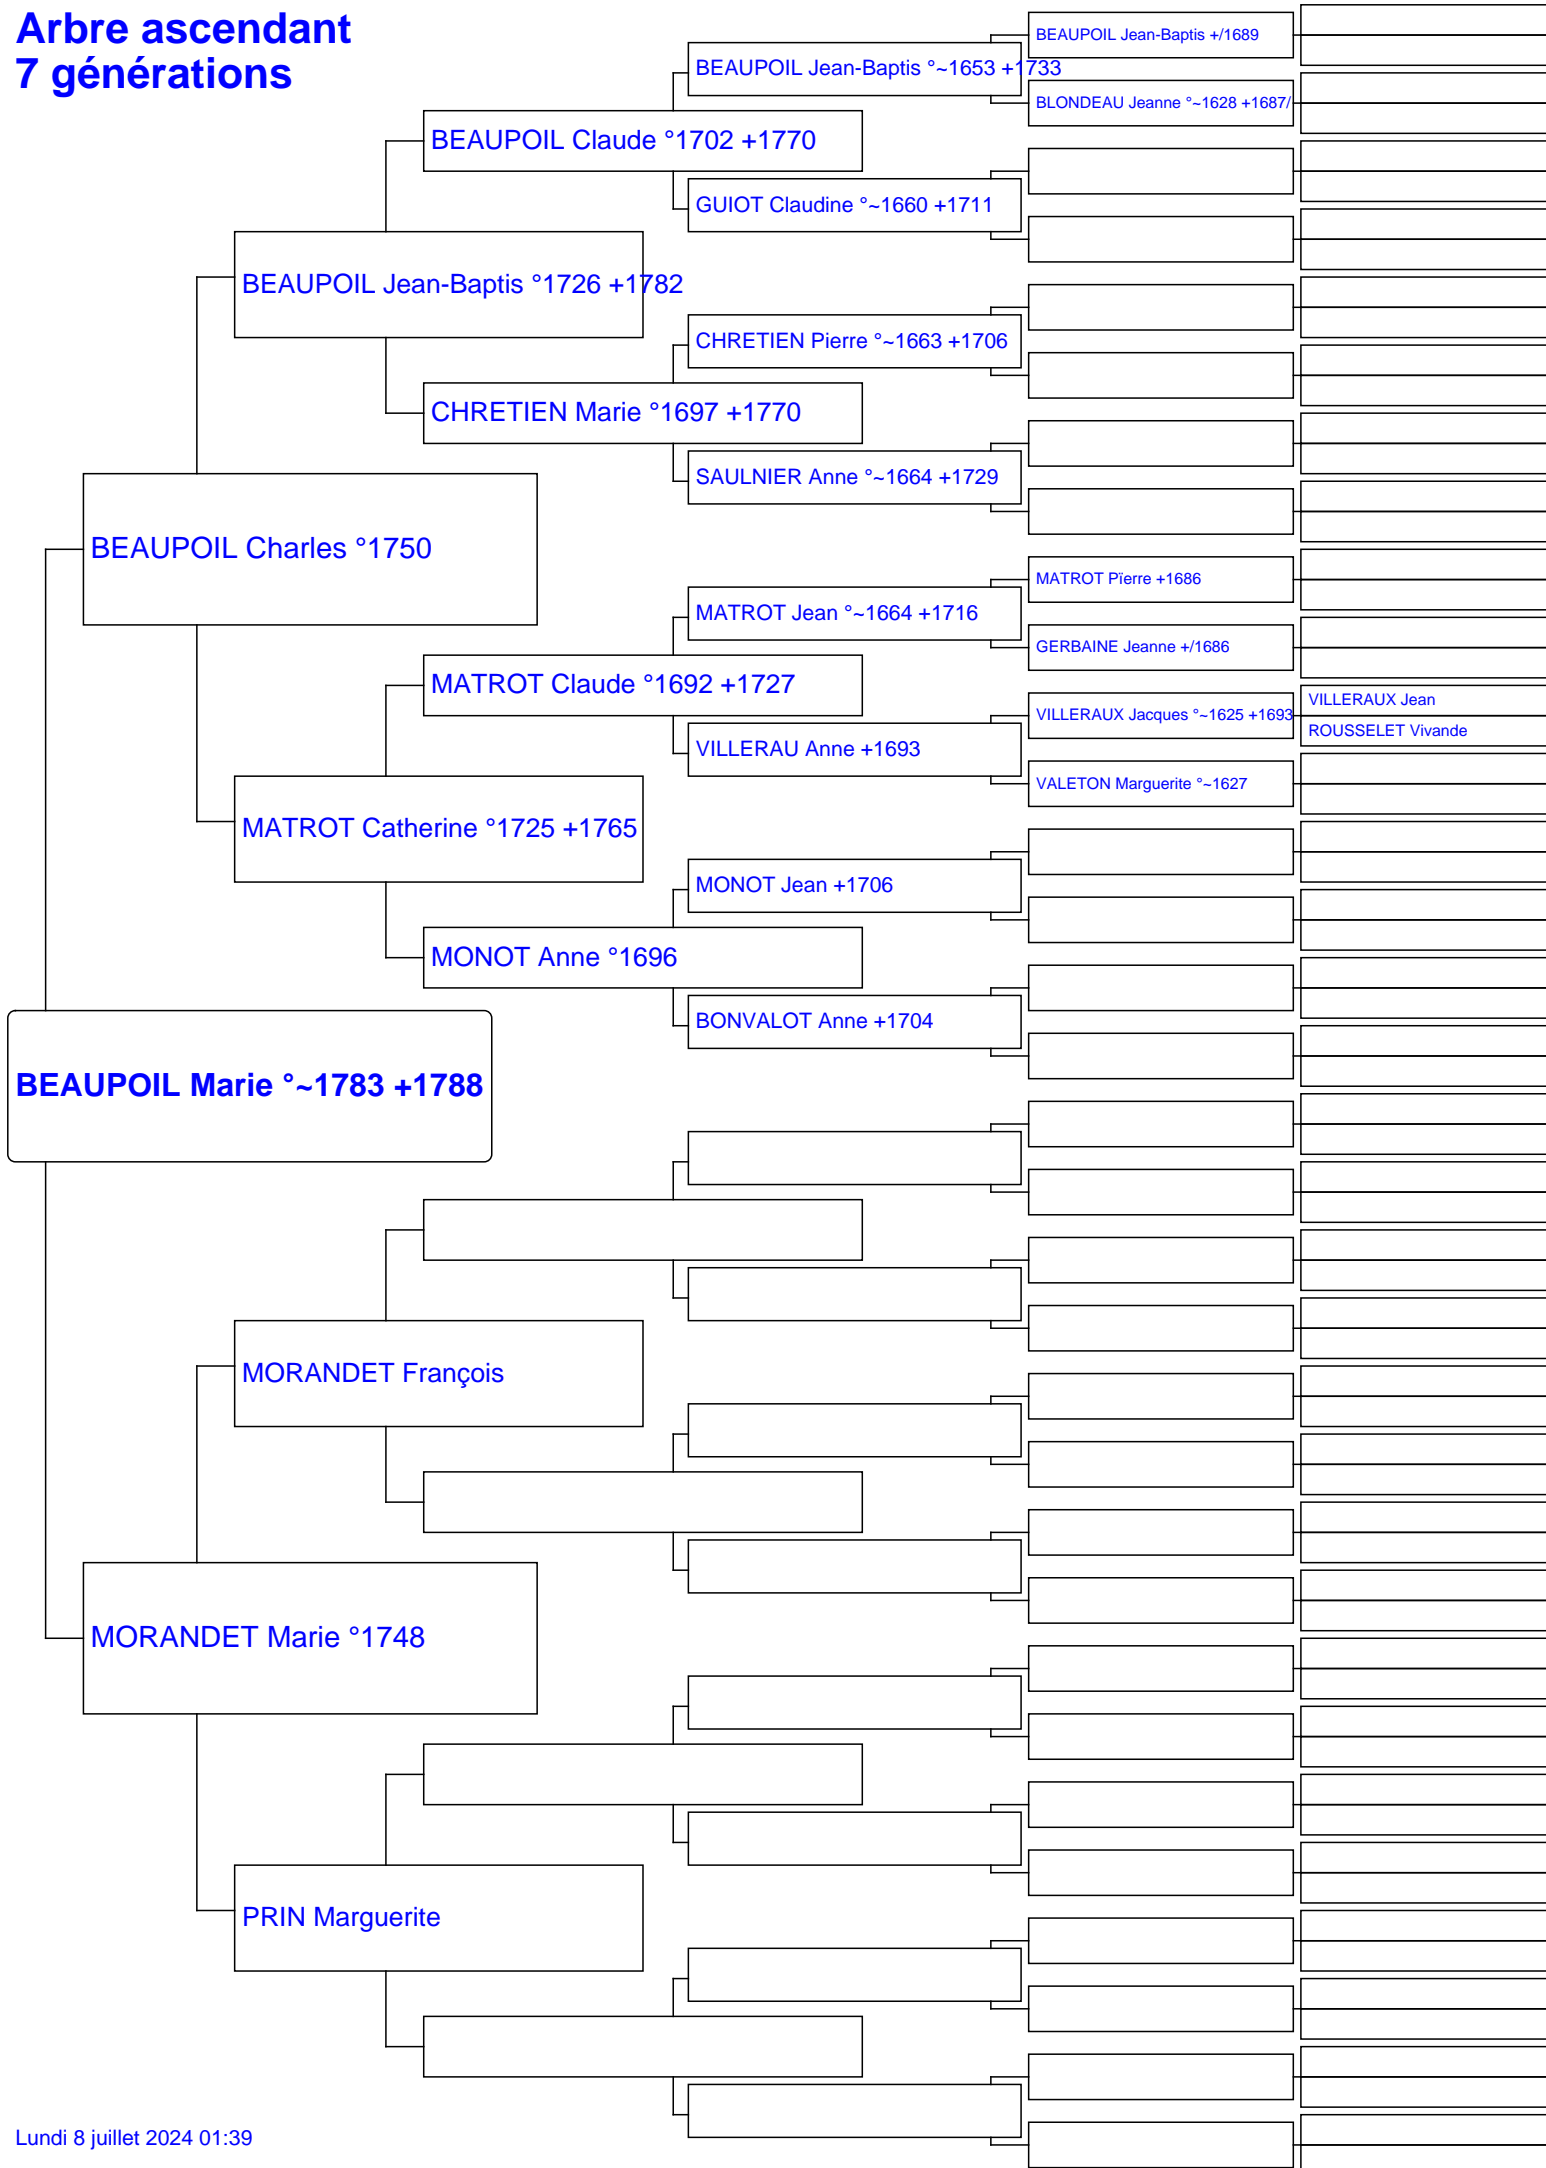 Arbre ascendant
7 générations
BEAUPOIL Jean-Baptis +/1689
BEAUPOIL Jean-Baptis °~1653 +1733
BLONDEAU Jeanne °~1628 +1687/
BEAUPOIL Claude °1702 +1770
GUIOT Claudine °~1660 +1711
BEAUPOIL Jean-Baptis °1726 +1782
CHRETIEN Pierre °~1663 +1706
CHRETIEN Marie °1697 +1770
SAULNIER Anne °~1664 +1729
BEAUPOIL Charles °1750
MATROT Pïerre +1686
MATROT Jean °~1664 +1716
GERBAINE Jeanne +/1686
MATROT Claude °1692 +1727
VILLERAUX Jean
VILLERAUX Jacques °~1625 +1693
ROUSSELET Vivande
VILLERAU Anne +1693
VALETON Marguerite °~1627
MATROT Catherine °1725 +1765
MONOT Jean +1706
MONOT Anne °1696
BONVALOT Anne +1704
BEAUPOIL Marie °~1783 +1788
MORANDET François
MORANDET Marie °1748
PRIN Marguerite
Lundi 8 juillet 2024 01:39